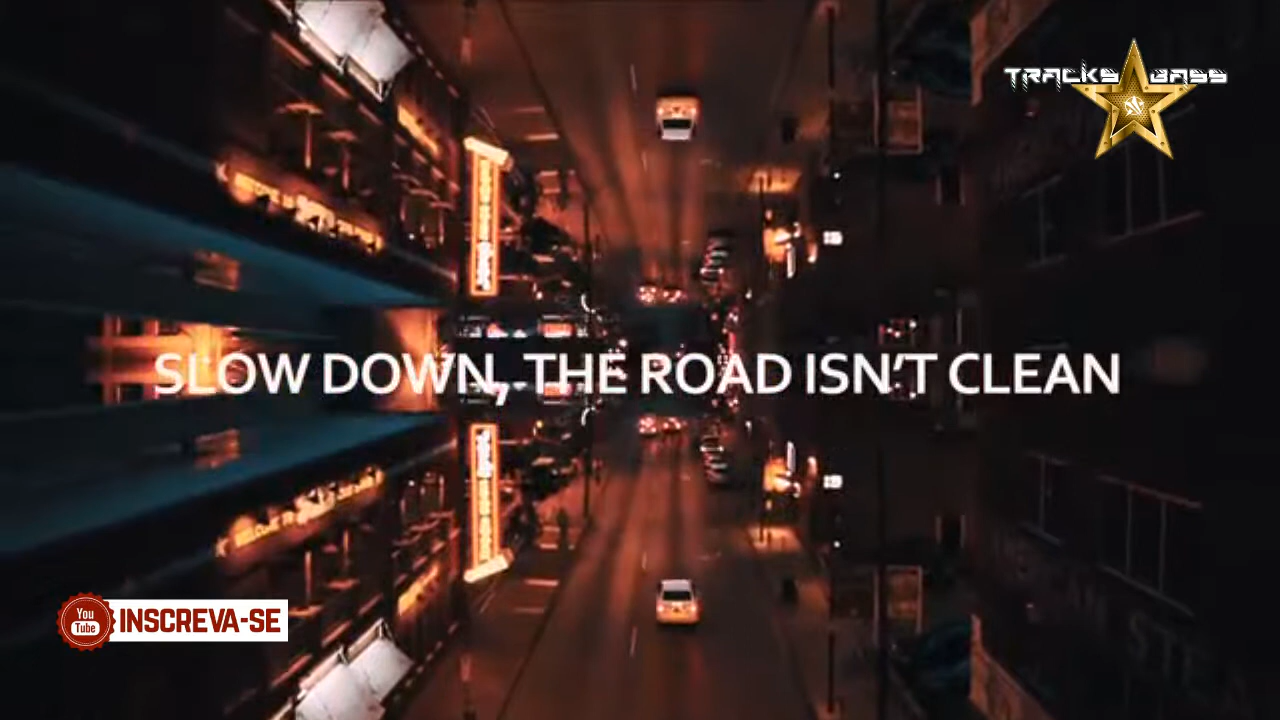 TRACKS BASS
SLOW DOWN, THE ROAD ISN'T CLEAN
You
Tube
INSCREVA-SE